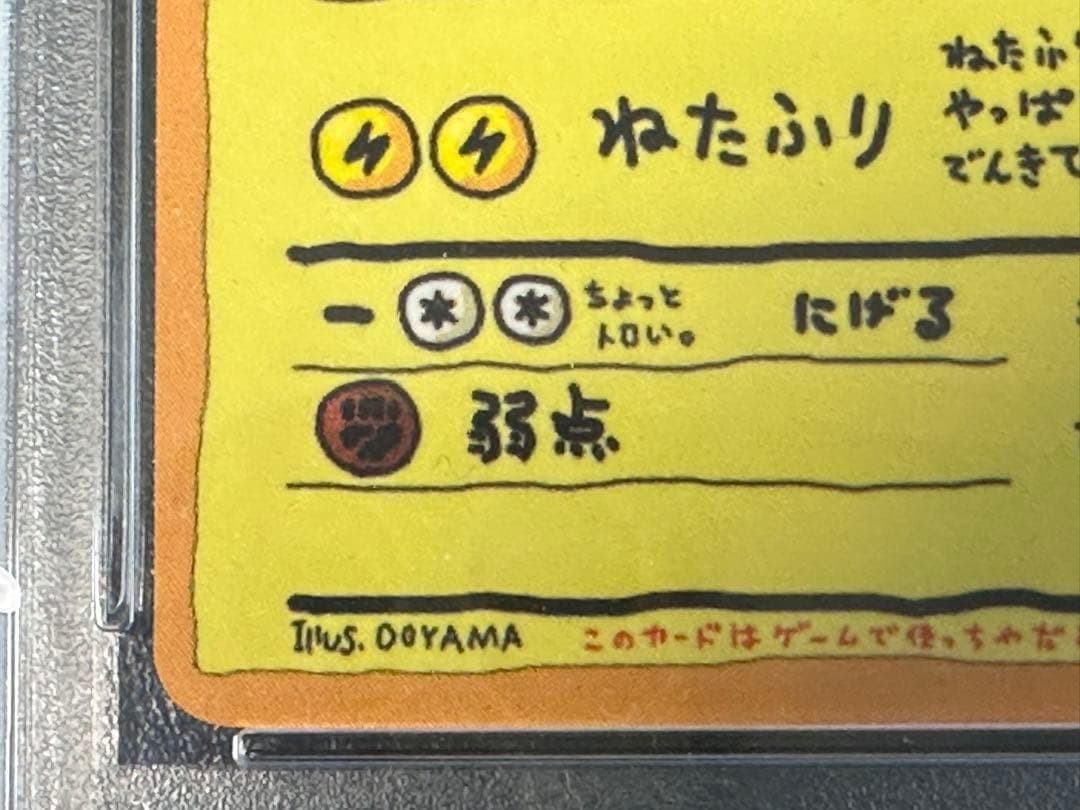 ねたふり
ねたふ
やっぱ
でんきて
ちょっと
トロい。
にげる
弱点
Illus. OOYAMA
このカードはゲームで使っちゃだ